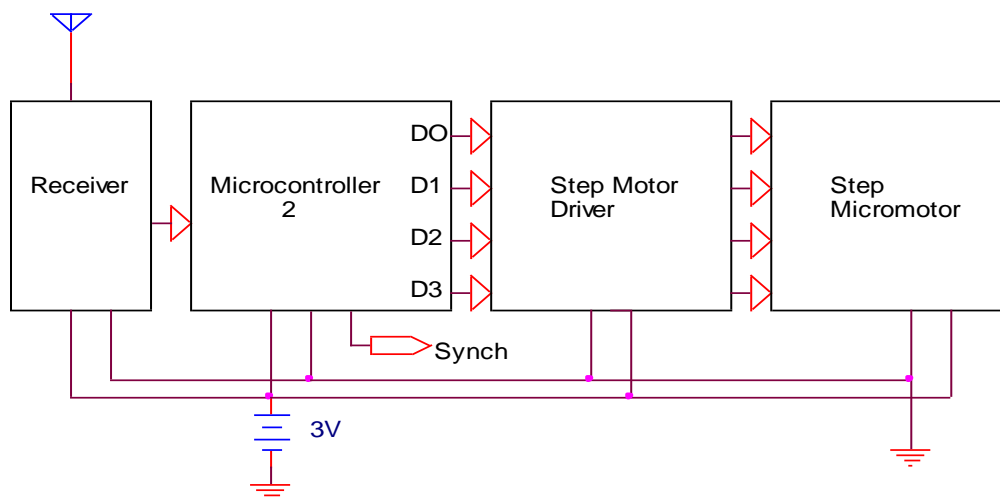 Receiver
Microcontroller
2
DO
D1
D2
D3
Step Motor
Driver
Step
Micromotor
Synch
3V